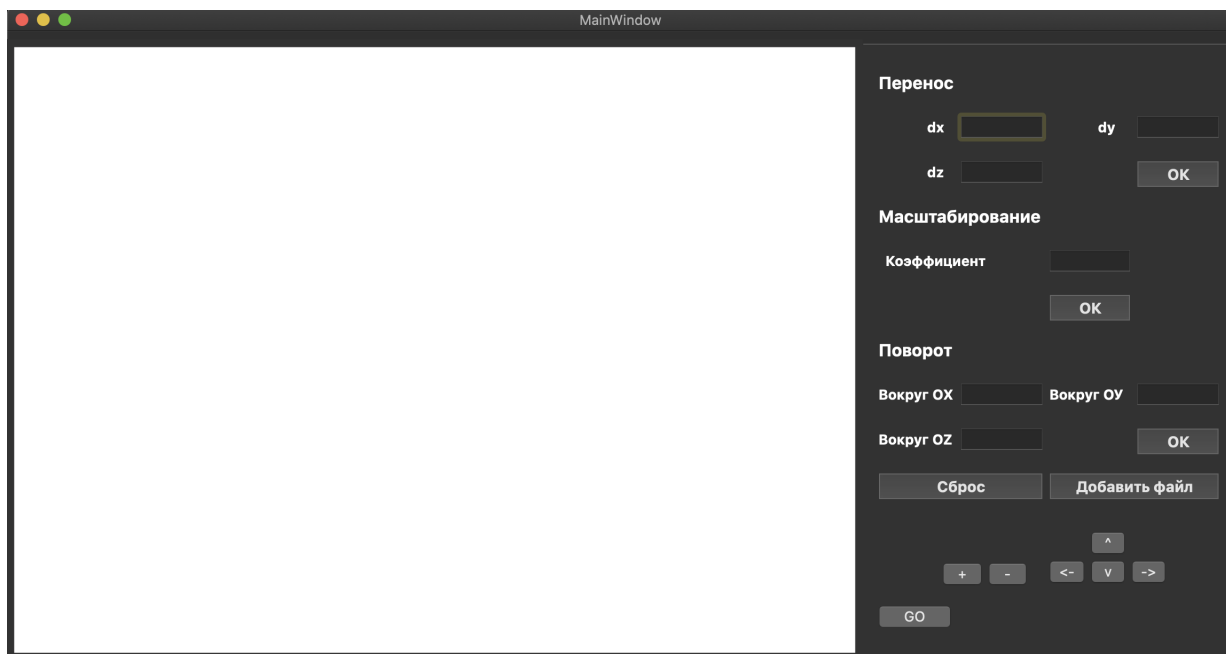 MainWindow
Перенос
dx dy
dz OK
Масштабирование
Коэффициент
OK
Поворот
Вокруг OX Вокруг ОУ
Вокруг OZ OK
Сброс Добавить файл
^
+ - <- v ->
GO